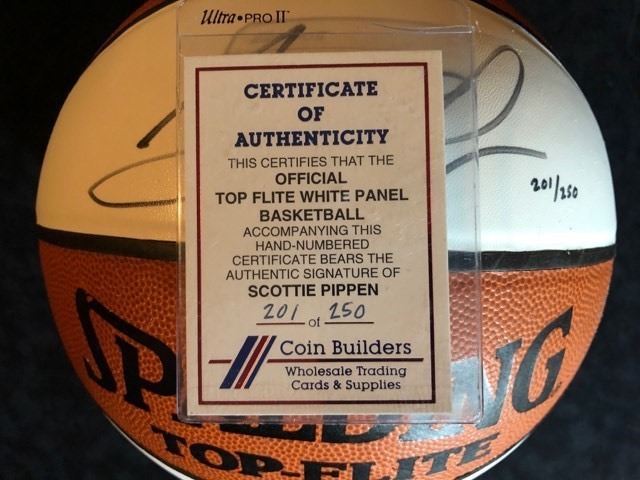 Ultra•PRO II™
CERTIFICATE
OF
AUTHENTICITY
THIS CERTIFIES THAT THE
OFFICIAL
TOP FLITE WHITE PANEL
BASKETBALL
ACCOMPANYING THIS
HAND-NUMBERED
CERTIFICATE BEARS THE
AUTHENTIC SIGNATURE OF
SCOTTIE PIPPEN
201 of 250
Coin Builders
Wholesale Trading
Cards & Supplies
201/250
SPALDING
TOP-FLITE